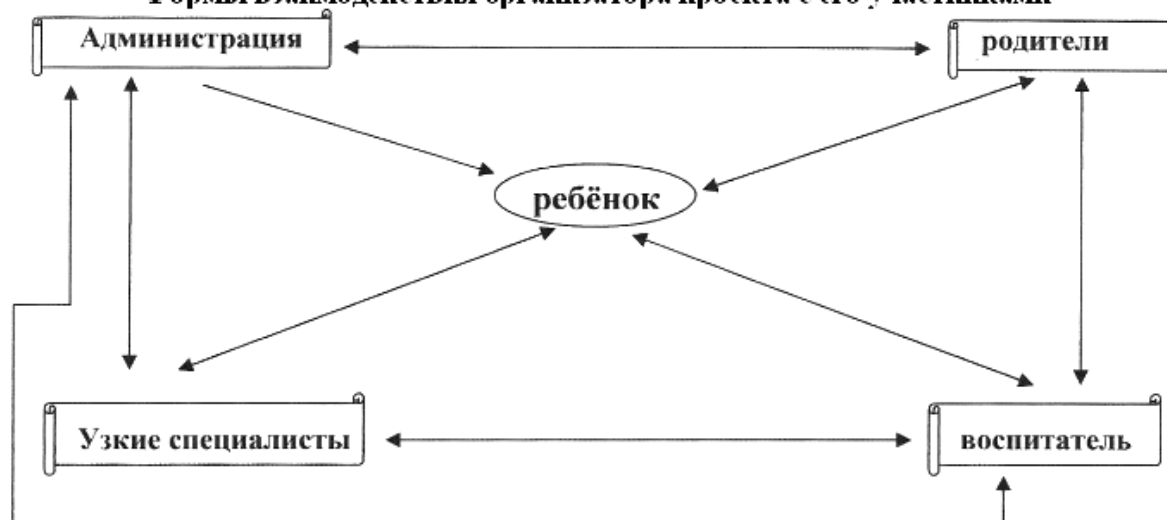 Формы взаимодействия организатора проекта с его участниками
Администрация
родители
ребёнок
Узкие специалисты
воспитатель